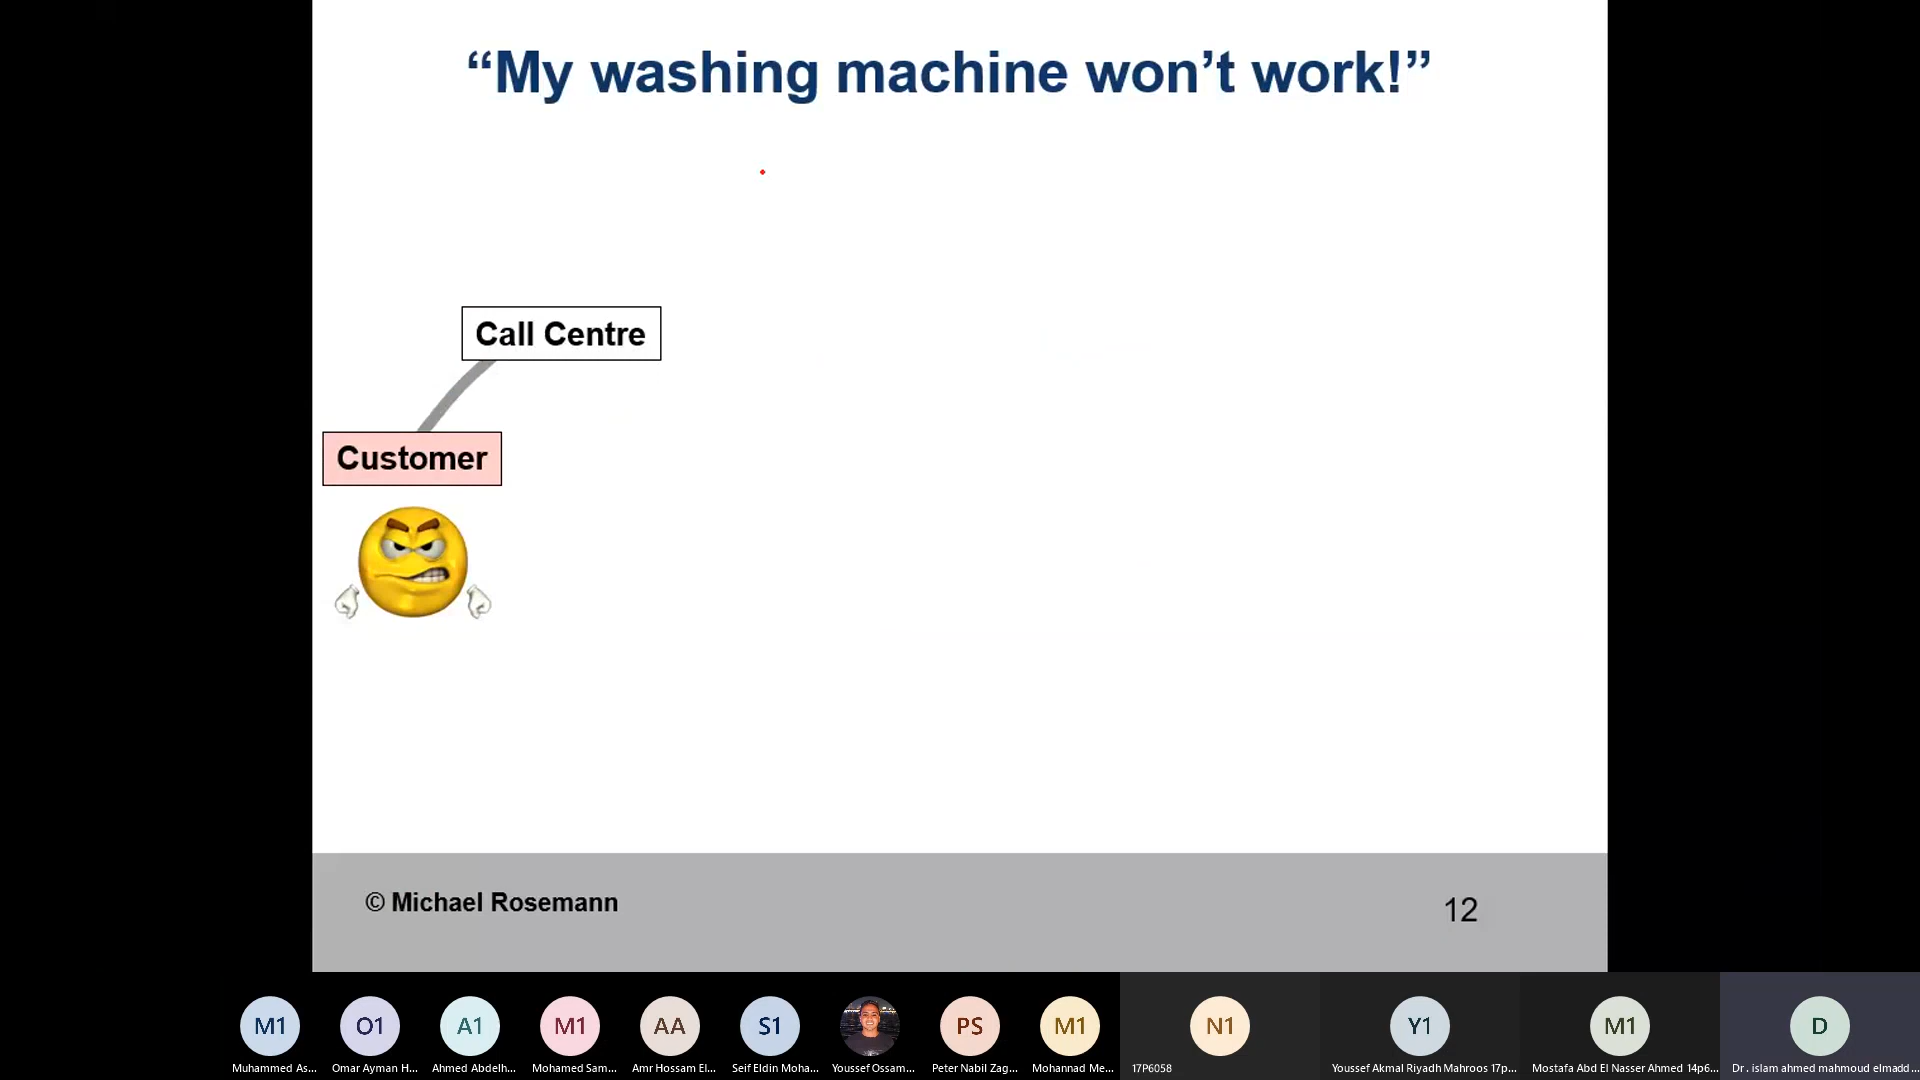 “My washing machine won’t work!”
Call Centre
Customer
© Michael Rosemann
12
M1
O1
A1
M1
AA
S1
PS
M1
N1
Y1
M1
D
Muhammed As...
Omar Ayman H...
Ahmed Abdelh...
Mohamed Sam...
Amr Hossam El...
Seif Eldin Moha...
Youssef Ossam...
Peter Nabil Zag...
Mohannad Me...
17P6058
Youssef Akmal Riyadh Mahroos 17p...
Mostafa Abd El Nasser Ahmed 14p6...
Dr. islam ahmed mahmoud elmadd...